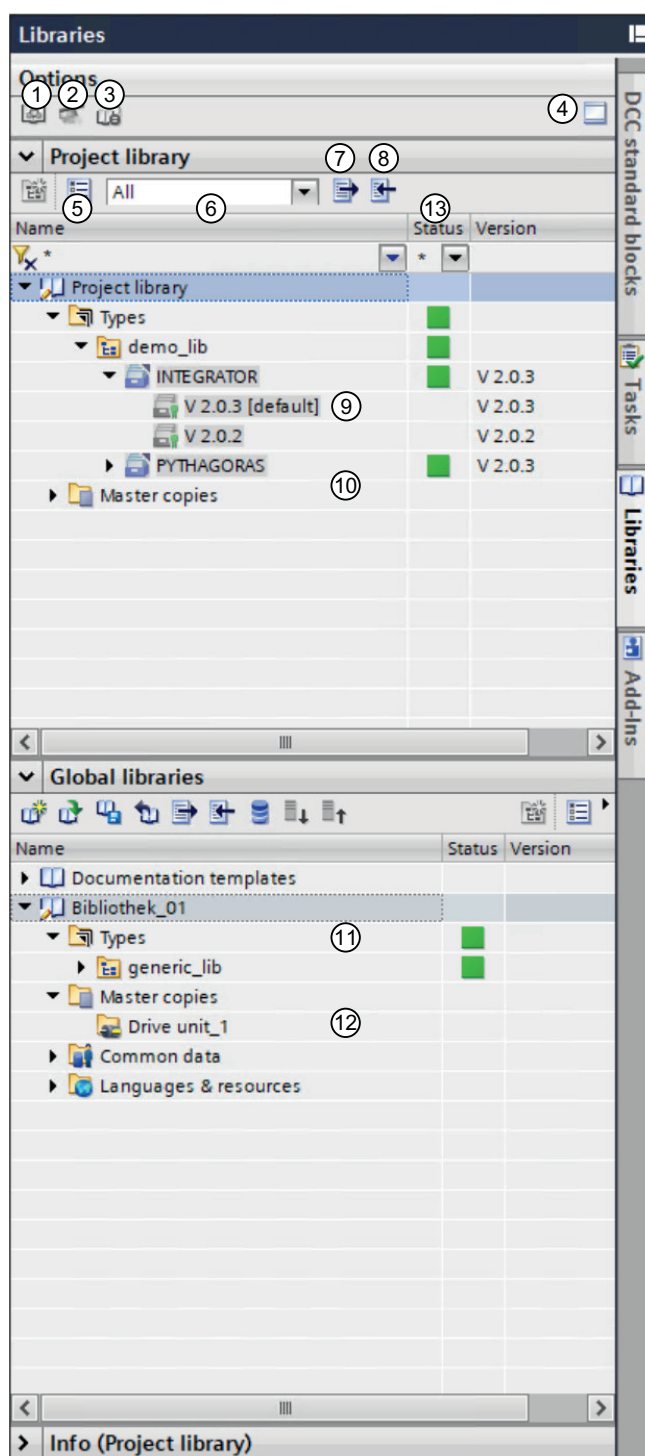 Libraries
Options
1 2 3 4
Project library 7 8
5 All 6 13
Name Status Version
* *
Project library
Types
demo_lib
INTEGRATOR V 2.0.3
V 2.0.3 [default] 9 V 2.0.3
V 2.0.2 V 2.0.2
PYTHAGORAS V 2.0.3
Master copies 10
Global libraries
Name Status Version
Documentation templates
Bibliothek_01
Types 11
generic_lib
Master copies
Drive unit_1 12
Common data
Languages & resources
Info (Project library)
DCC standard blocks
Tasks
Libraries
Add-Ins